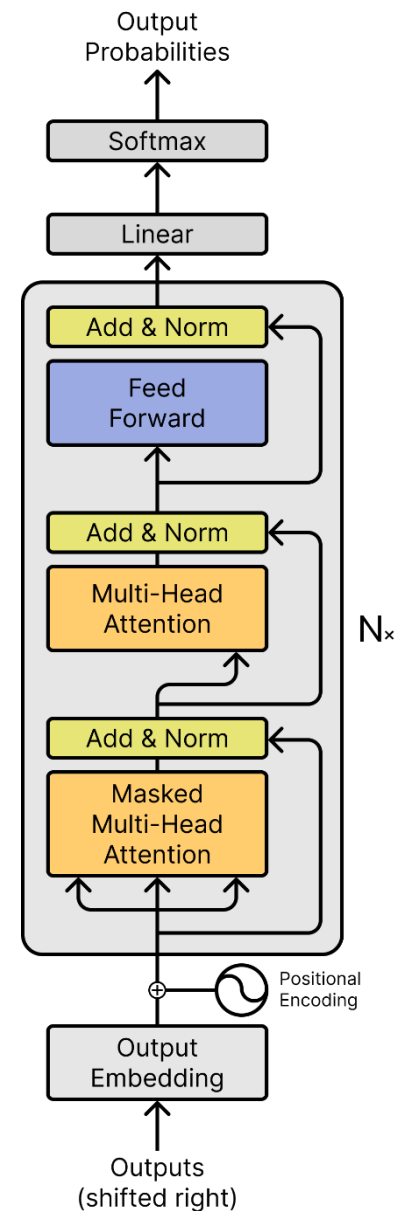 Output
Probabilities
Softmax
Linear
Add & Norm
Feed
Forward
Add & Norm
Multi-Head
Attention
N×
Add & Norm
Masked
Multi-Head
Attention
Positional
Encoding
Output
Embedding
Outputs
(shifted right)